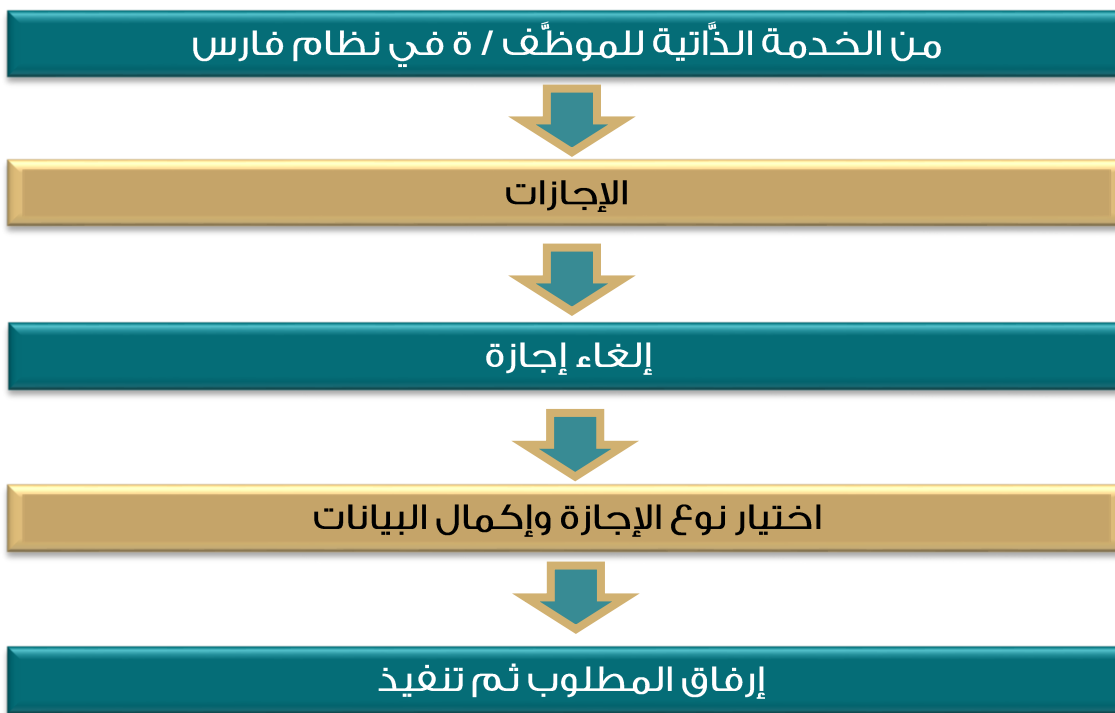 من الخدمة الذَّاتية للموظَّف / ة في نظام فارس
الإجازات
إلغاء إجازة
اختيار نوع الإجازة وإكمال البيانات
إرفاق المطلوب ثم تنفيذ